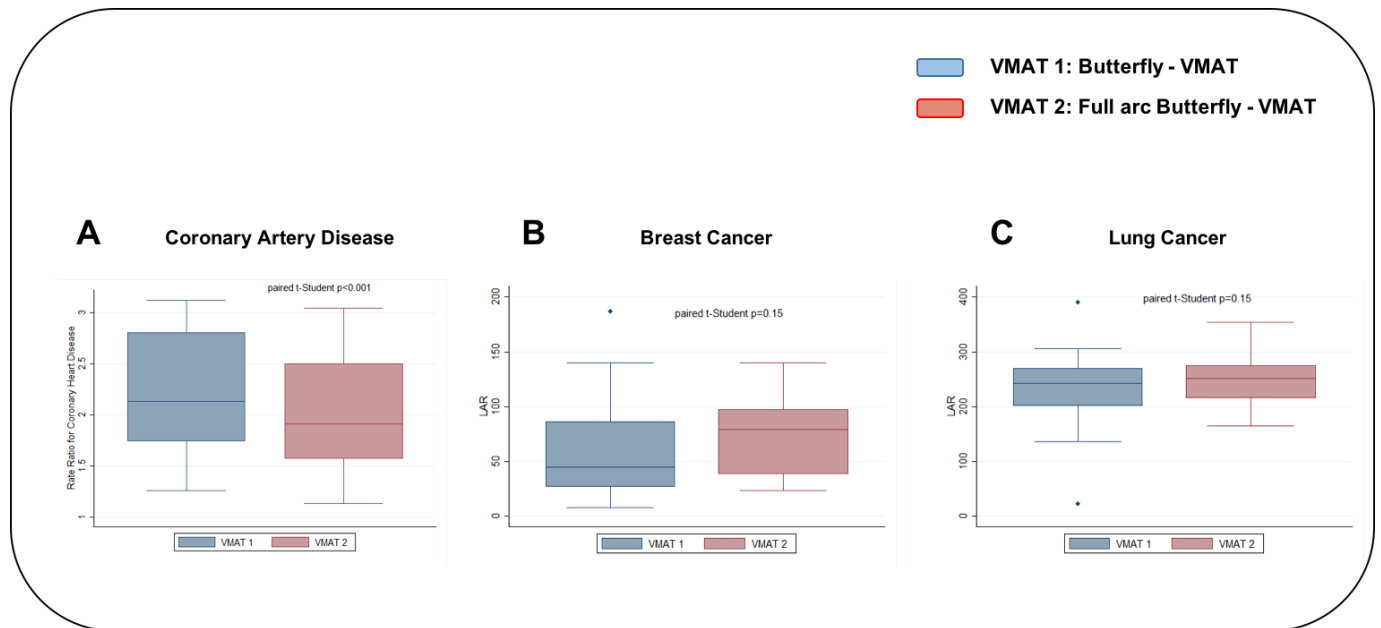 VMAT 1: Butterfly - VMAT
VMAT 2: Full arc Butterfly - VMAT
A Coronary Artery Disease
paired t-Student p<0.001
Rate Ratio for Coronary Heart Disease
3
2.5
2
1.5
1
VMAT 1 VMAT 2
B Breast Cancer
paired t-Student p=0.15
LAR
200
150
100
50
0
VMAT 1 VMAT 2
C Lung Cancer
paired t-Student p=0.15
LAR
400
300
200
100
0
VMAT 1 VMAT 2